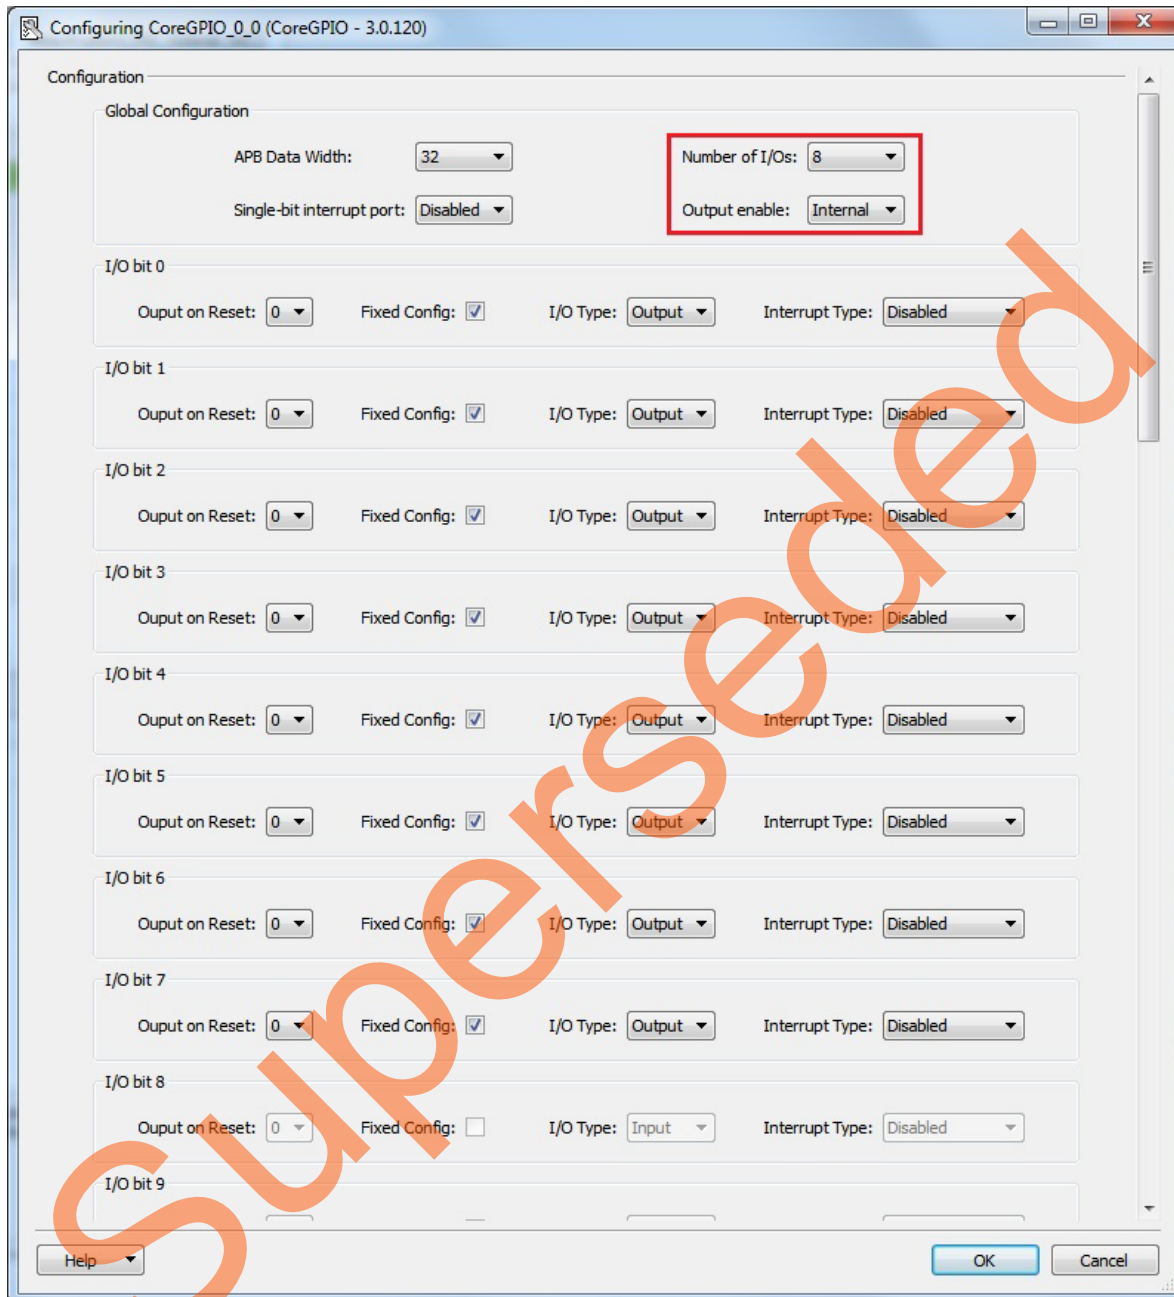 Configuring CoreGPIO_0_0 (CoreGPIO - 3.0.120)
Configuration
Global Configuration
APB Data Width: 32 Number of I/Os: 8
Single-bit interrupt port: Disabled Output enable: Internal
I/O bit 0
Ouput on Reset: 0 Fixed Config: I/O Type: Output Interrupt Type: Disabled
I/O bit 1
Ouput on Reset: 0 Fixed Config: I/O Type: Output Interrupt Type: Disabled
I/O bit 2
Ouput on Reset: 0 Fixed Config: I/O Type: Output Interrupt Type: Disabled
I/O bit 3
Ouput on Reset: 0 Fixed Config: I/O Type: Output Interrupt Type: Disabled
I/O bit 4
Ouput on Reset: 0 Fixed Config: I/O Type: Output Interrupt Type: Disabled
I/O bit 5
Ouput on Reset: 0 Fixed Config: I/O Type: Output Interrupt Type: Disabled
I/O bit 6
Ouput on Reset: 0 Fixed Config: I/O Type: Output Interrupt Type: Disabled
I/O bit 7
Ouput on Reset: 0 Fixed Config: I/O Type: Output Interrupt Type: Disabled
I/O bit 8
Ouput on Reset: 0 Fixed Config: I/O Type: Input Interrupt Type: Disabled
I/O bit 9
Help OK Cancel
Superseded